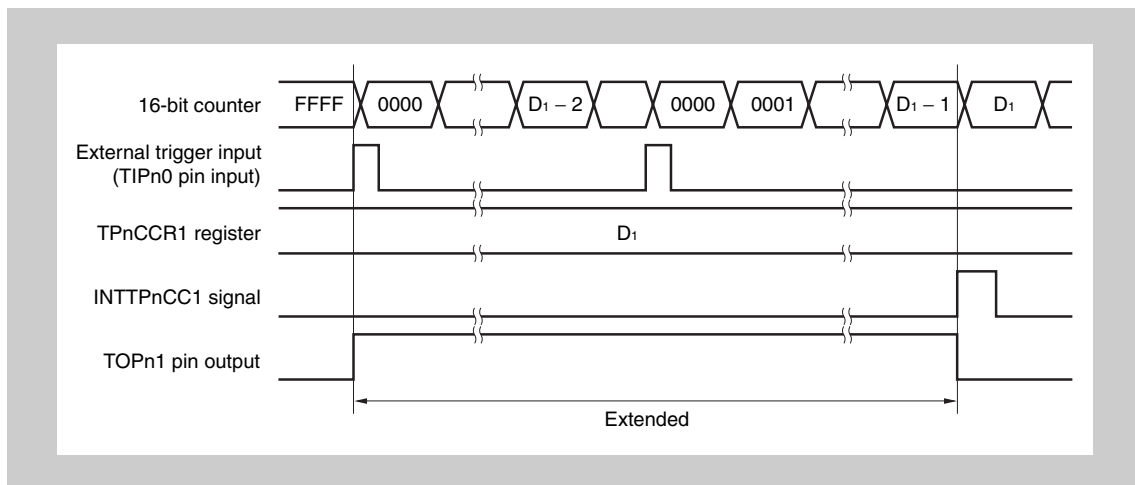 16-bit counter FFFF 0000 D₁ − 2 0000 0001 D₁ − 1 D₁
External trigger input
(TIPn0 pin input)
TPnCCR1 register D₁
INTTPnCC1 signal
TOPn1 pin output
Extended